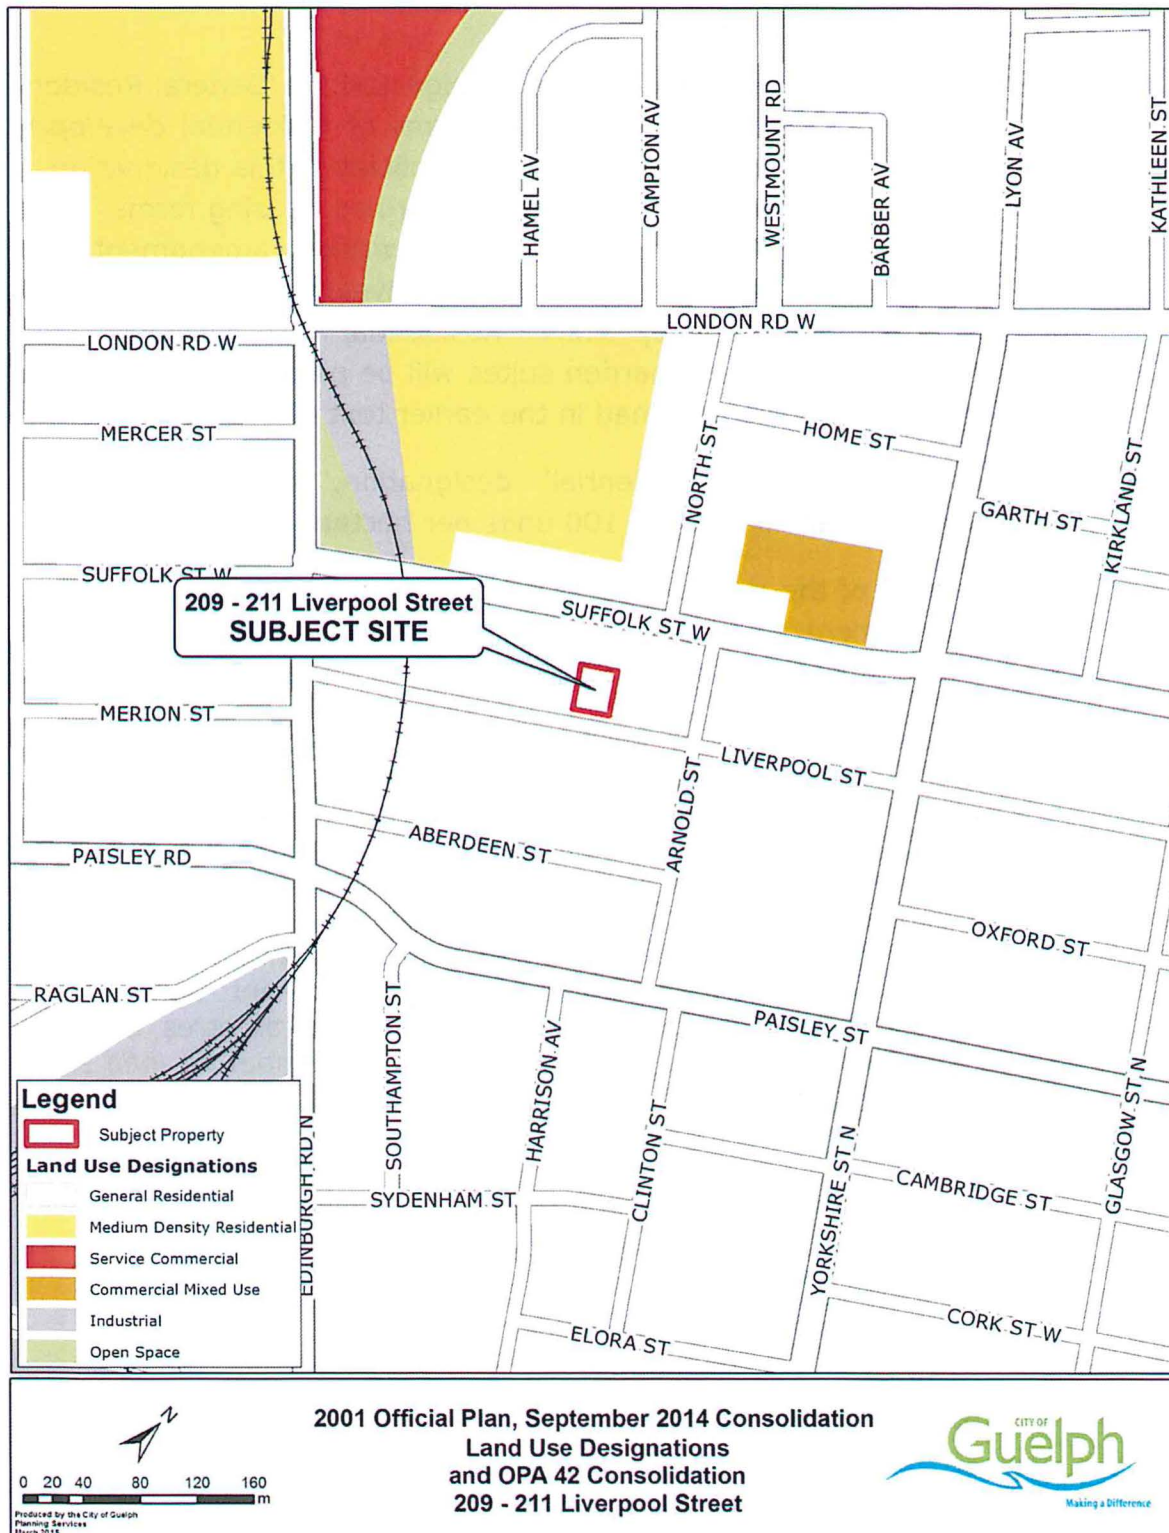 HAMEL AV
CAMPION AV
WESTMOUNT RD
BARBER AV
LYON AV
KATHLEEN ST
LONDON RD W
LONDON RD W
MERCER ST
NORTH ST
HOME ST
GARTH ST
KIRKLAND ST
SUFFOLK ST W
209 - 211 Liverpool Street
SUBJECT SITE
SUFFOLK ST W
MERION ST
LIVERPOOL ST
ARNOLD ST
ABERDEEN ST
PAISLEY RD
OXFORD ST
RAGLAN ST
PAISLEY ST
SOUTHAMPTON ST
HARRISON AV
CLINTON ST
YORKSHIRE ST N
GLASGOW ST N
CAMBRIDGE ST
EDINBURGH RD N
SYDENHAM ST
CORK ST W
ELORA ST
Legend
Subject Property
Land Use Designations
General Residential
Medium Density Residential
Service Commercial
Commercial Mixed Use
Industrial
Open Space
N
0 20 40 80 120 160
m
Produced by the City of Guelph
Planning Services
March 2015
2001 Official Plan, September 2014 Consolidation
Land Use Designations
and OPA 42 Consolidation
209 - 211 Liverpool Street
CITY OF
Guelph
Making a Difference